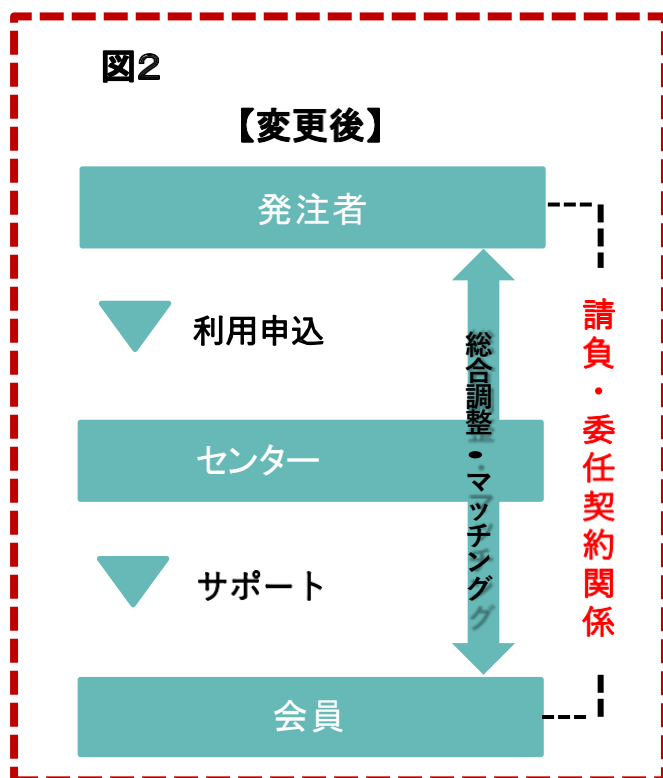 図2
【変更後】
発注者
利用申込
センター
サポート
会員
総合調整・マッチング
請負・委任契約関係